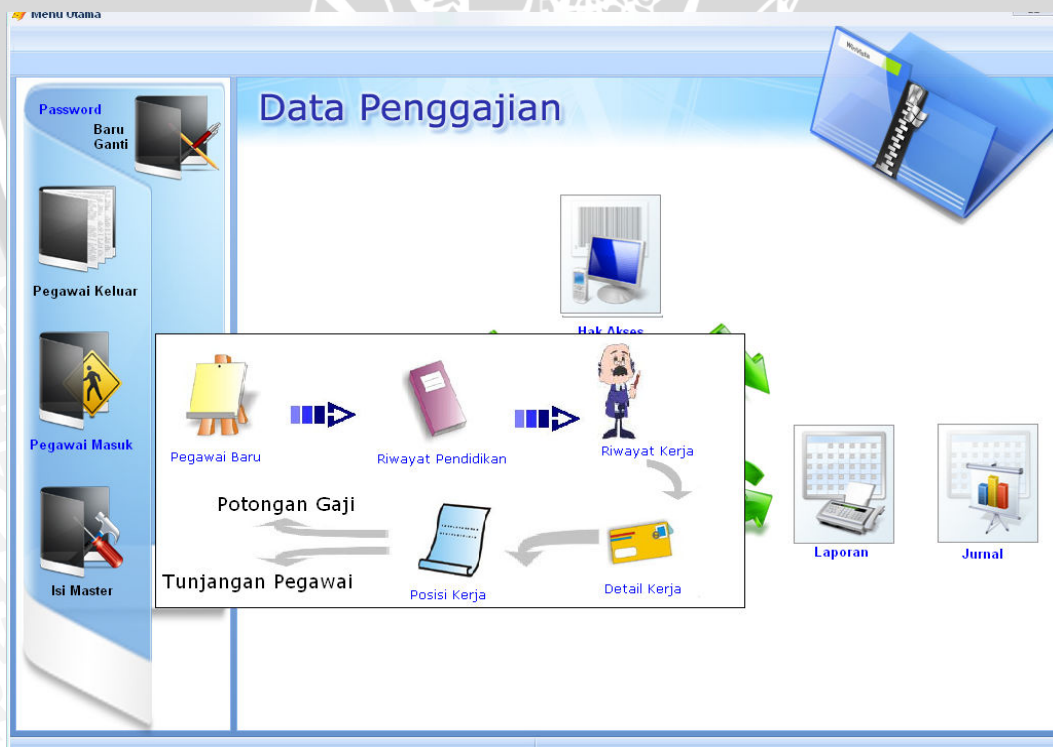 Menu Utama
Data Penggajian
Password
Baru
Ganti
Pegawai Keluar
Pegawai Masuk
Isi Master
Hak Akses
Pegawai Baru
Riwayat Pendidikan
Riwayat Kerja
Potongan Gaji
Tunjangan Pegawai
Posisi Kerja
Detail Kerja
Laporan
Jurnal